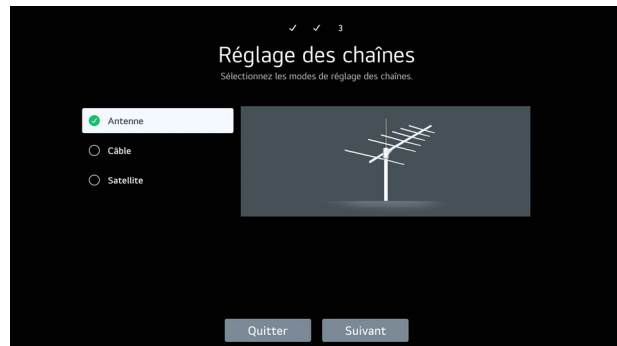 ✓ ✓ 3
Réglage des chaînes
Sélectionnez les modes de réglage des chaînes.
Antenne
Câble
Satellite
Quitter Suivant